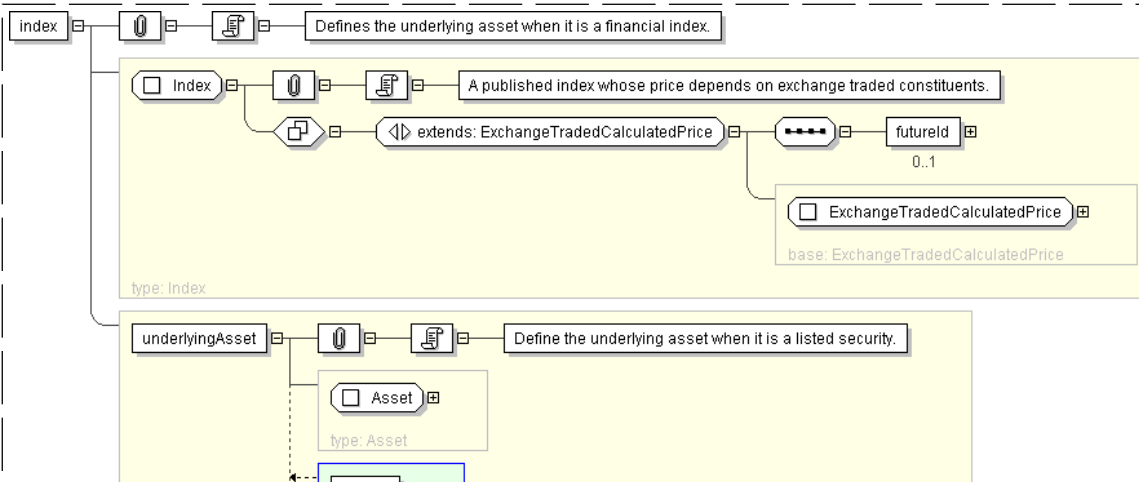 index
Defines the underlying asset when it is a financial index.
Index
A published index whose price depends on exchange traded constituents.
extends: ExchangeTradedCalculatedPrice
futureId
0..1
ExchangeTradedCalculatedPrice
base: ExchangeTradedCalculatedPrice
type: Index
underlyingAsset
Define the underlying asset when it is a listed security.
Asset
type: Asset